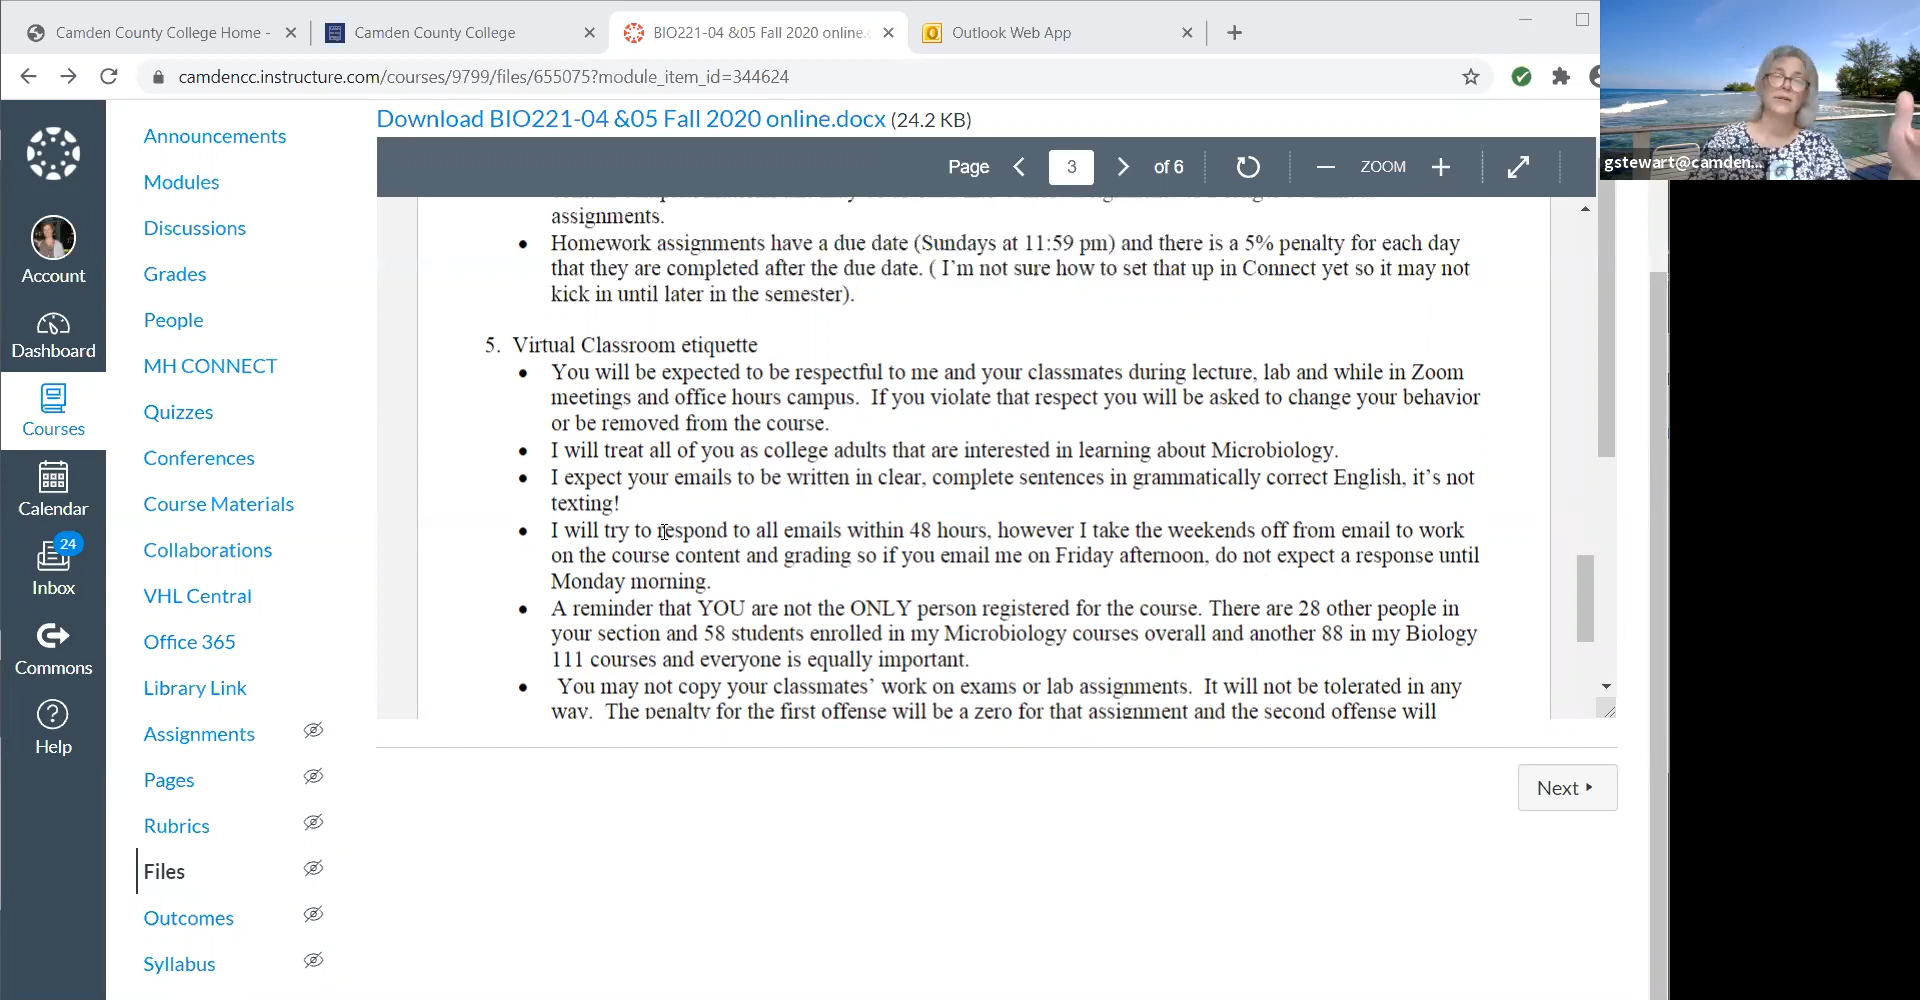 Camden County College Home -
Camden County College
BIO221-04 &05 Fall 2020 online.
Outlook Web App
camdencc.instructure.com/courses/9799/files/655075?module_item_id=344624
gstewart@camden...
Download BIO221-04 &05 Fall 2020 online.docx (24.2 KB)
Page 3 of 6 ZOOM
Account
Dashboard
Courses
Calendar
24
Inbox
Commons
Help
Announcements
Modules
Discussions
Grades
People
MH CONNECT
Quizzes
Conferences
Course Materials
Collaborations
VHL Central
Office 365
Library Link
Assignments
Pages
Rubrics
Files
Outcomes
Syllabus
assignments.
• Homework assignments have a due date (Sundays at 11:59 pm) and there is a 5% penalty for each day
that they are completed after the due date. ( I’m not sure how to set that up in Connect yet so it may not
kick in until later in the semester).
5. Virtual Classroom etiquette
• You will be expected to be respectful to me and your classmates during lecture, lab and while in Zoom
meetings and office hours campus. If you violate that respect you will be asked to change your behavior
or be removed from the course.
• I will treat all of you as college adults that are interested in learning about Microbiology.
• I expect your emails to be written in clear, complete sentences in grammatically correct English, it’s not
texting!
• I will try to respond to all emails within 48 hours, however I take the weekends off from email to work
on the course content and grading so if you email me on Friday afternoon, do not expect a response until
Monday morning.
• A reminder that YOU are not the ONLY person registered for the course. There are 28 other people in
your section and 58 students enrolled in my Microbiology courses overall and another 88 in my Biology
111 courses and everyone is equally important.
• You may not copy your classmates’ work on exams or lab assignments. It will not be tolerated in any
way. The penalty for the first offense will be a zero for that assignment and the second offense will
Next